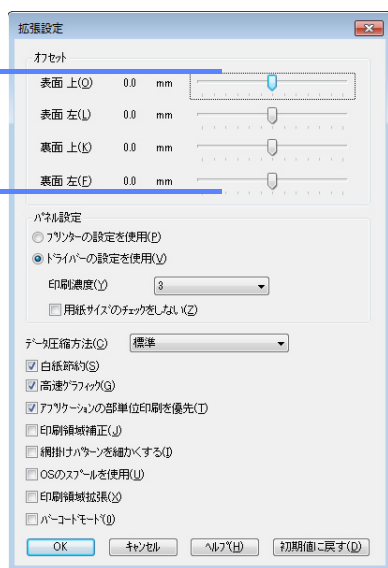 拡張設定
オフセット
表面 上(O) 0.0 mm
表面 左(L) 0.0 mm
裏面 上(K) 0.0 mm
裏面 左(F) 0.0 mm
パネル設定
プリンターの設定を使用(P)
ドライバーの設定を使用(V)
印刷濃度(Y) 3
用紙サイズのチェックをしない(Z)
データ圧縮方法(C) 標準
白紙節約(S)
高速グラフィック(G)
アプリケーションの部単位印刷を優先(T)
印刷領域補正(J)
網掛けパターンを細かくする(I)
OSのスプールを使用(U)
印刷領域拡張(X)
バーコードモード(0)
OK キャンセル ヘルプ(H) 初期値に戻す(D)